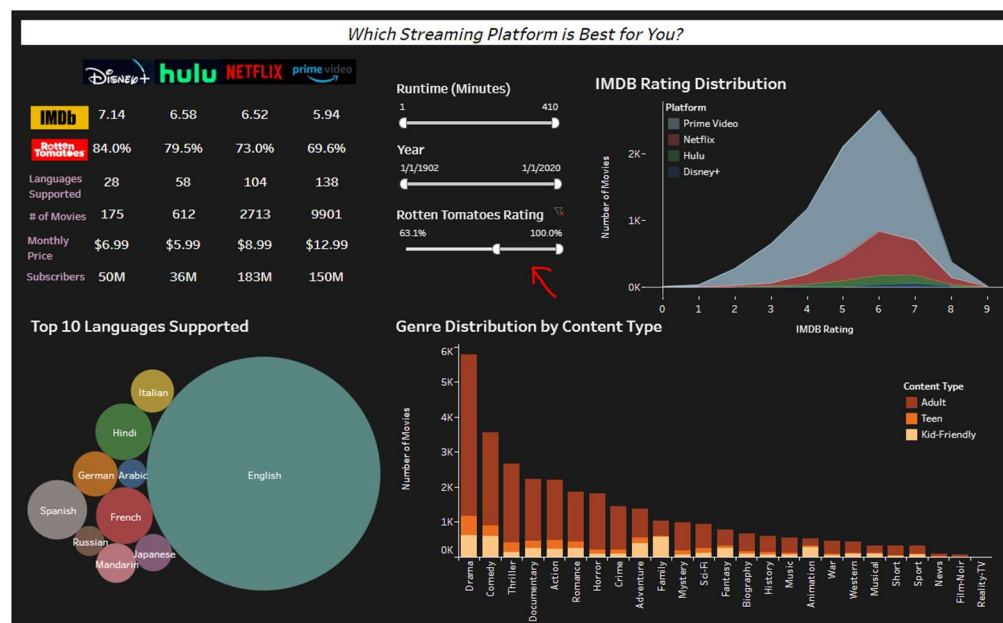 Which Streaming Platform is Best for You?
Disney+ hulu NETFLIX prime video
IMDb 7.14 6.58 6.52 5.94
Rotten Tomatoes 84.0% 79.5% 73.0% 69.6%
Languages Supported 28 58 104 138
# of Movies 175 612 2713 9901
Monthly Price $6.99 $5.99 $8.99 $12.99
Subscribers 50M 36M 183M 150M
Runtime (Minutes)
1 410
Year
1/1/1902 1/1/2020
Rotten Tomatoes Rating
63.1% 100.0%
IMDB Rating Distribution
Platform
Prime Video
Netflix
Hulu
Disney+
Number of Movies
2K
1K
0K
0 1 2 3 4 5 6 7 8 9
IMDB Rating
Top 10 Languages Supported
Italian
Hindi
German
Arabic
English
Spanish
French
Russian
Japanese
Mandarin
Genre Distribution by Content Type
Content Type
Adult
Teen
Kid-Friendly
Number of Movies
6K
5K
4K
3K
2K
1K
0K
Drama
Comedy
Thriller
Documentary
Action
Romance
Horror
Crime
Adventure
Family
Mystery
Sci-Fi
Fantasy
Biography
History
Music
Animation
War
Western
Musical
Short
Sport
News
Film-Noir
Reality-TV